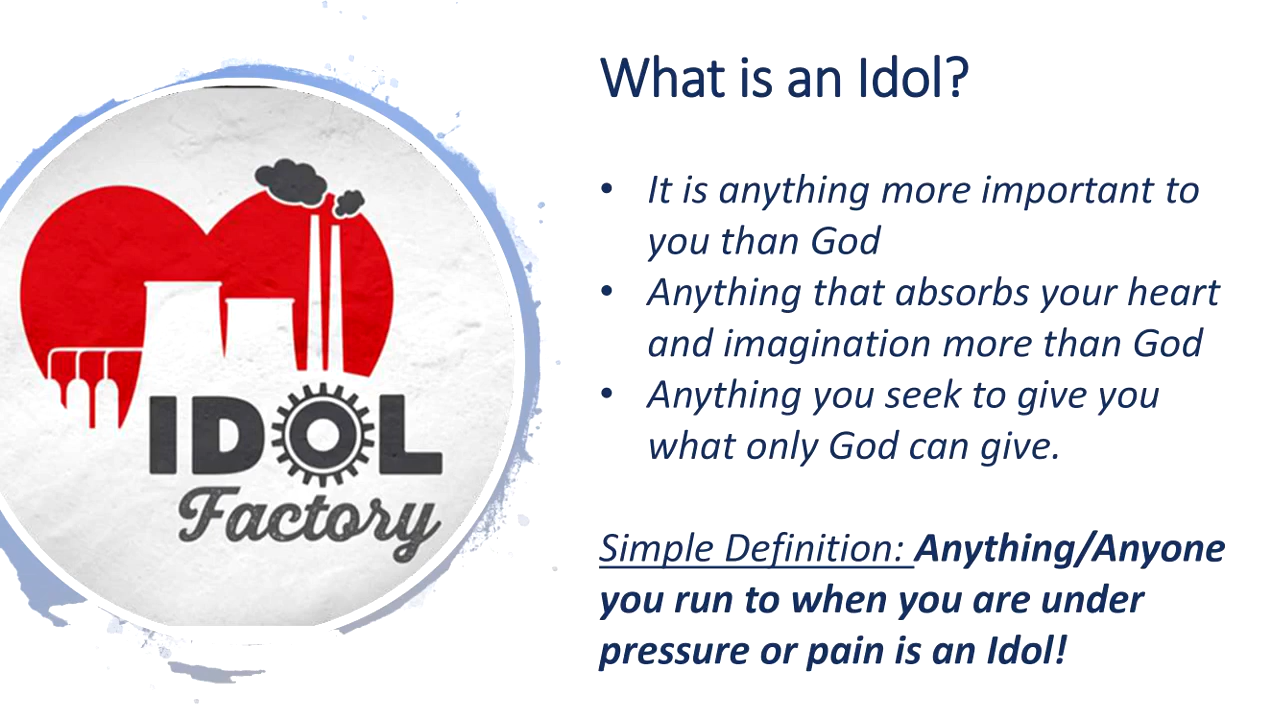 What is an Idol?
• It is anything more important to
you than God
• Anything that absorbs your heart
and imagination more than God
• Anything you seek to give you
what only God can give.
Simple Definition: Anything/Anyone
you run to when you are under
pressure or pain is an Idol!
IDOL
Factory